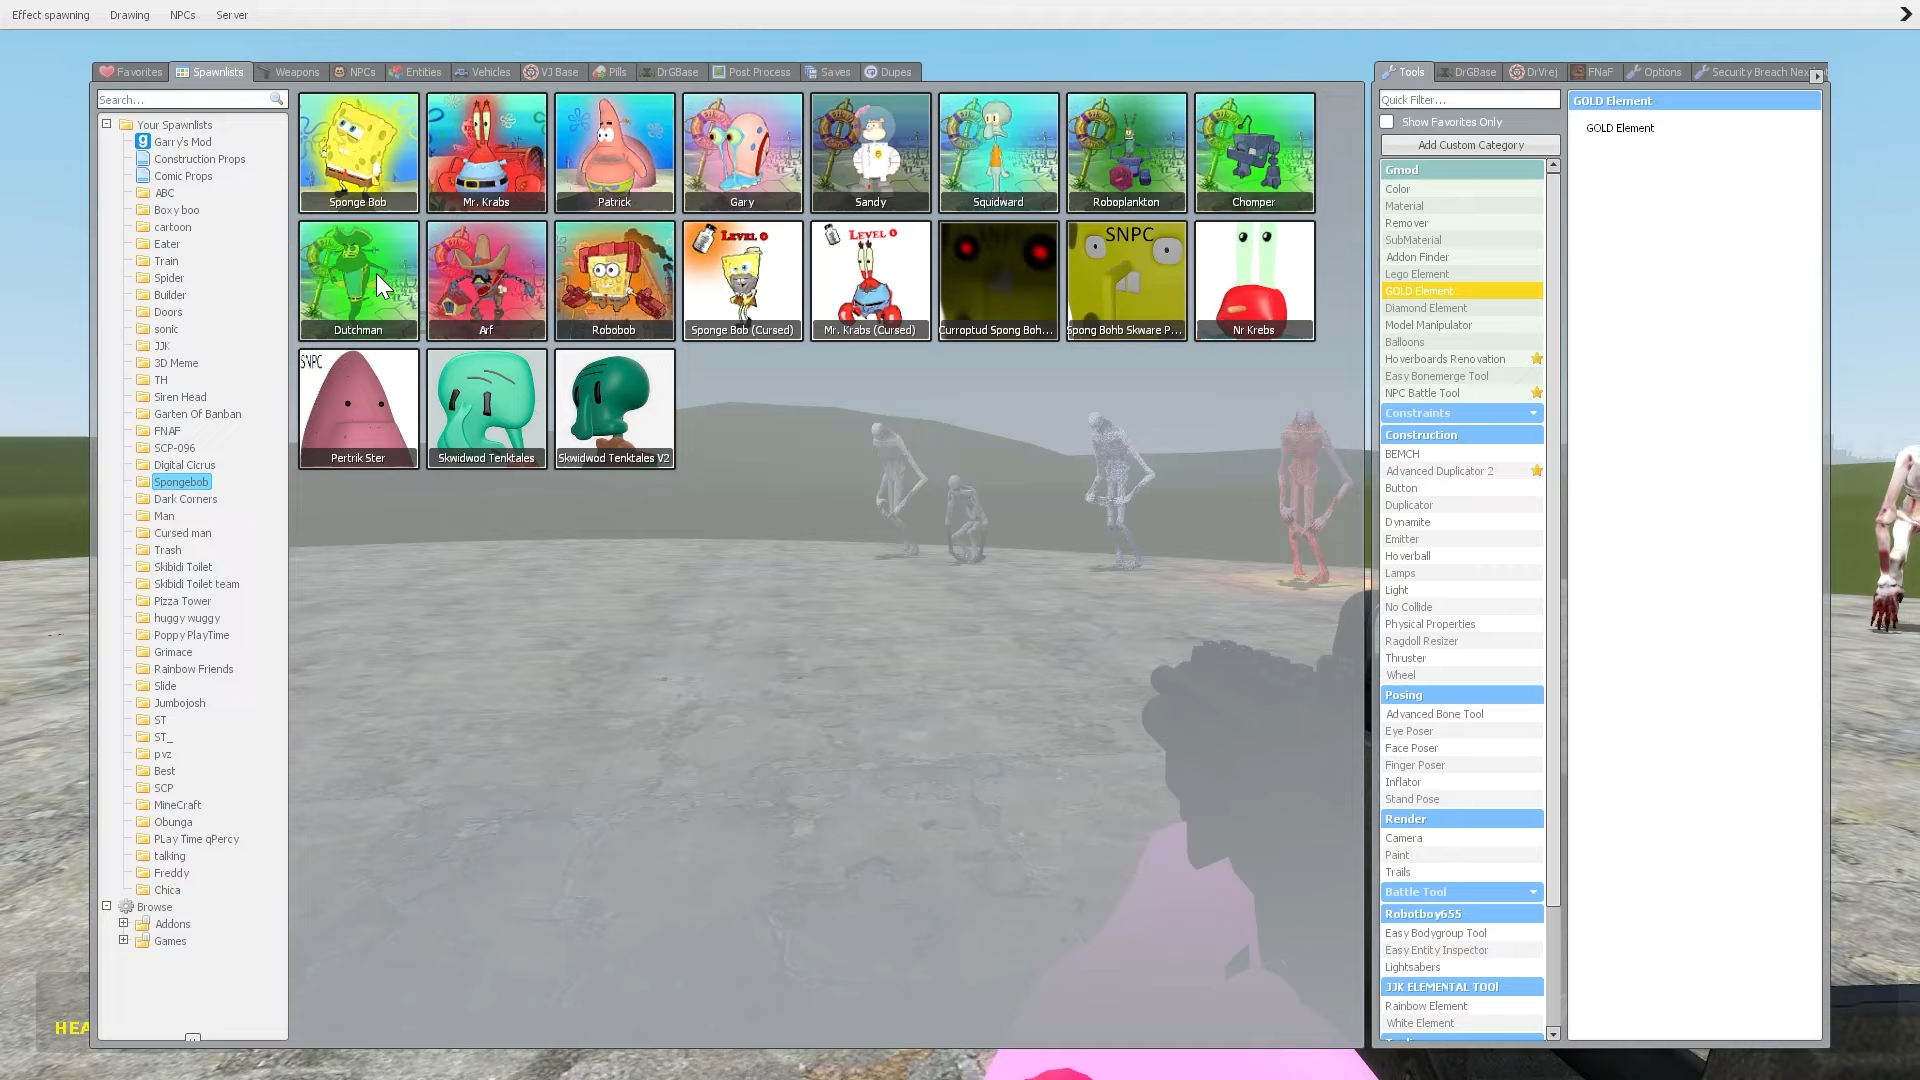 Effect spawning Drawing NPCs Server
Favorites Spawnlists Weapons NPCs Entities Vehicles VJ Base Pills DrGBase Post Process Saves Dupes
Search...
Your Spawnlists
Garry's Mod
Construction Props
Comic Props
ABC
Boxy boo
cartoon
Eater
Train
Spider
Builder
Doors
sonic
JJK
3D Meme
TH
Siren Head
Garten Of Banban
FNAF
SCP-096
Digital Cicrus
Spongebob
Dark Corners
Man
Cursed man
Trash
Skibidi Toilet
Skibidi Toilet team
Pizza Tower
huggy wuggy
Poppy PlayTime
Grimace
Rainbow Friends
Slide
Jumbojosh
ST
ST_
pvz
Best
SCP
MineCraft
Obunga
PLay Time qPercy
talking
Freddy
Chica
Browse
Addons
Games
Sponge Bob Mr. Krabs Patrick Gary Sandy Squidward Roboplankton Chomper
LEVEL 0 LEVEL 0 SNPC
Dutchman Arf Robobob Sponge Bob (Cursed) Mr. Krabs (Cursed) Curroptud Spong Boh... Spong Bohb Skware P... Nr Krebs
SNPC
Pertrik Ster Skwidwod Tenktales Skwidwod Tenktales V2
Tools DrGBase DrVrej FNaF Options Security Breach
Quick Filter...
Show Favorites Only
Add Custom Category
Gmod
Color
Material
Remover
SubMaterial
Addon Finder
Lego Element
GOLD Element
Diamond Element
Model Manipulator
Balloons
Hoverboards Renovation
Easy Bonemerge Tool
NPC Battle Tool
Constraints
Construction
BEMCH
Advanced Duplicator 2
Button
Duplicator
Dynamite
Emitter
Hoverball
Lamps
Light
No Collide
Physical Properties
Ragdoll Resizer
Thruster
Wheel
Posing
Advanced Bone Tool
Eye Poser
Face Poser
Finger Poser
Inflator
Stand Pose
Render
Camera
Paint
Trails
Battle Tool
Robotboy655
Easy Bodygroup Tool
Easy Entity Inspector
Lightsabers
JJK ELEMENTAL TOOl
Rainbow Element
White Element
GOLD Element
GOLD Element
HEA